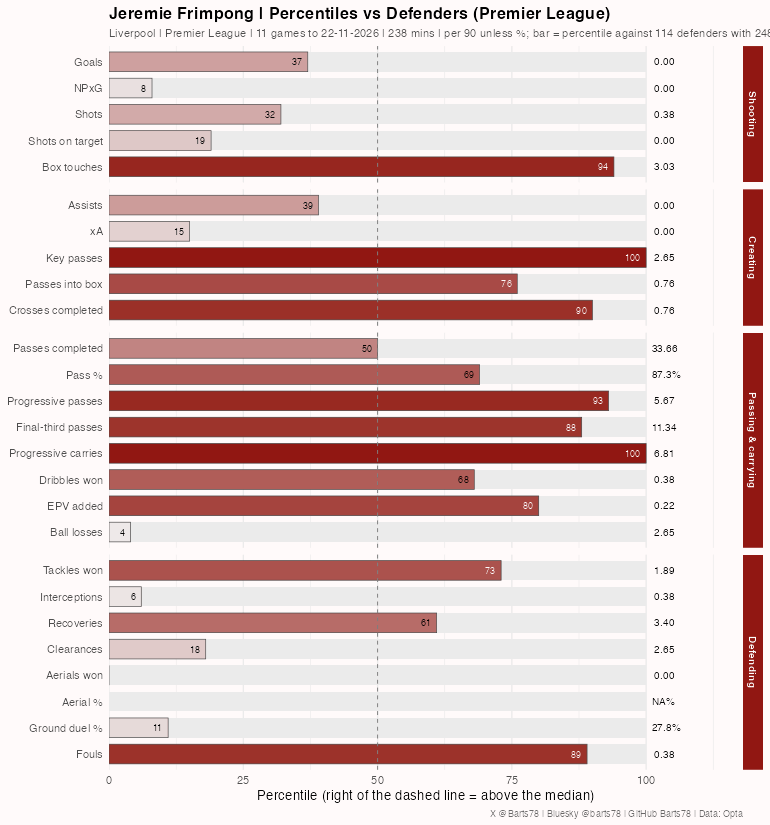 Jeremie Frimpong | Percentiles vs Defenders (Premier League)
Liverpool | Premier League | 11 games to 22-11-2026 | 238 mins | per 90 unless %; bar = percentile against 114 defenders with 248
Goals 37 0.00
NPxG 8 0.00
Shots 32 0.38
Shots on target 19 0.00
Box touches 94 3.03
Shooting
Assists 39 0.00
xA 15 0.00
Key passes 100 2.65
Passes into box 76 0.76
Crosses completed 90 0.76
Creating
Passes completed 50 33.66
Pass % 69 87.3%
Progressive passes 93 5.67
Final-third passes 88 11.34
Progressive carries 100 6.81
Dribbles won 68 0.38
EPV added 80 0.22
Ball losses 4 2.65
Passing & carrying
Tackles won 73 1.89
Interceptions 6 0.38
Recoveries 61 3.40
Clearances 18 2.65
Aerials won 0.00
Aerial % NA%
Ground duel % 11 27.8%
Fouls 89 0.38
Defending
0 25 50 75 100
Percentile (right of the dashed line = above the median)
X @Barts78 | Bluesky @barts78 | GitHub Barts78 | Data: Opta